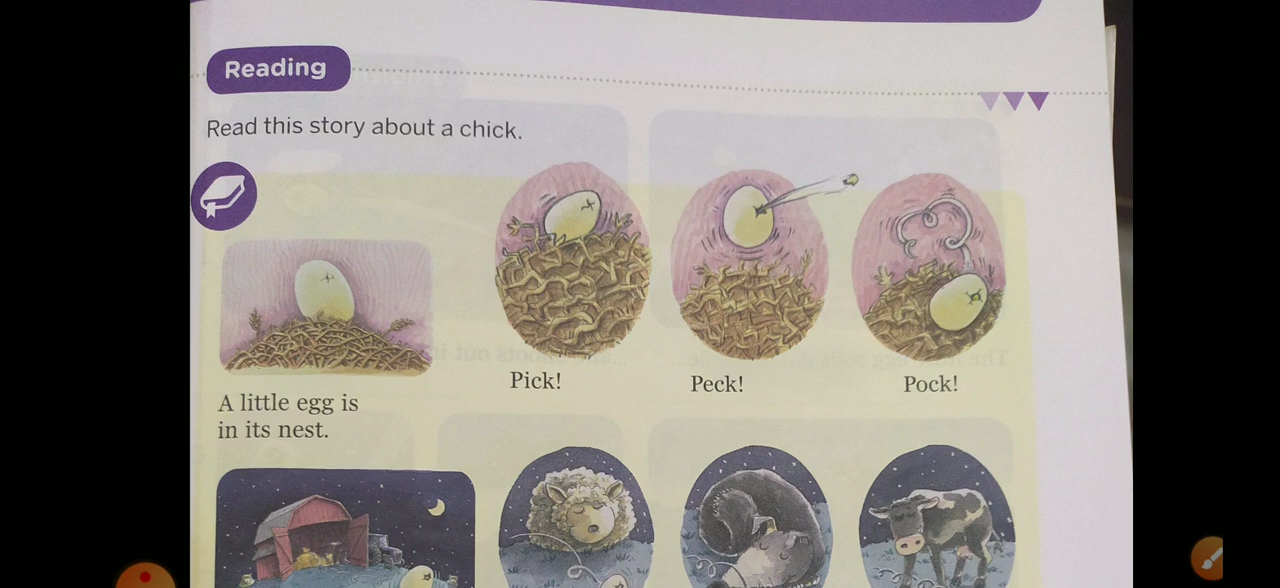 Reading
Read this story about a chick.
Pick!
Peck!
Pock!
A little egg is
in its nest.